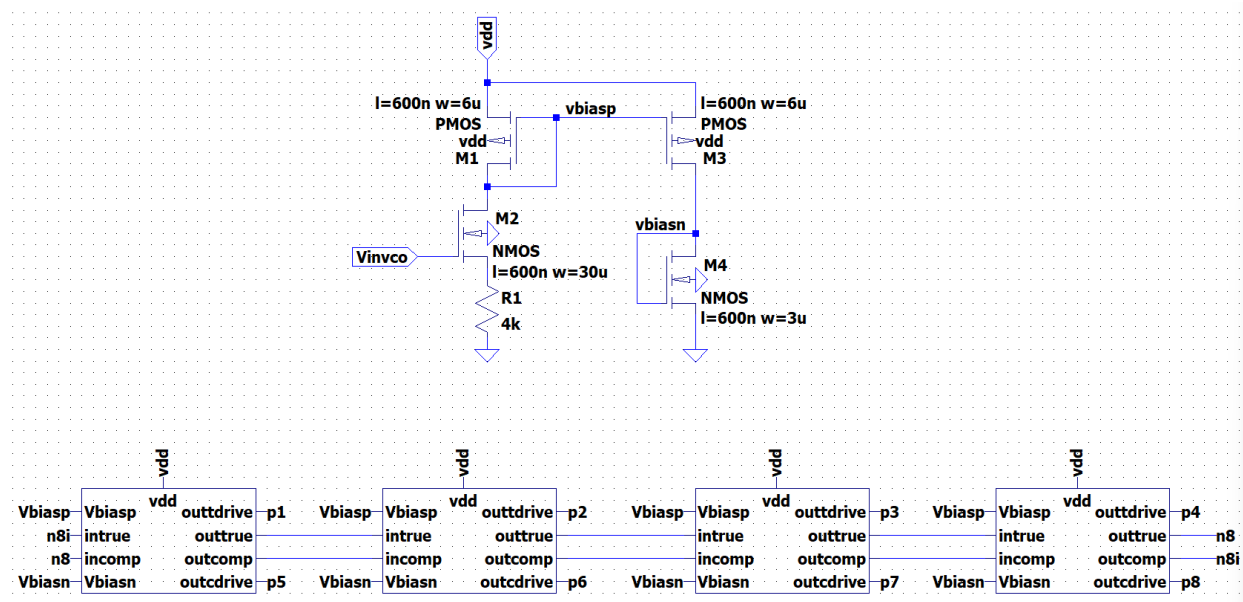 vdd
l=600n w=6u
PMOS
vdd
M1
vbiasp
l=600n w=6u
PMOS
vdd
M3
M2
NMOS
l=600n w=30u
Vinvco
R1
4k
vbiasn
M4
NMOS
l=600n w=3u
vdd
vdd
Vbiasp Vbiasp outtdrive p1
n8i intrue outtrue
n8 incomp outcomp
Vbiasn Vbiasn outcdrive p5
vdd
vdd
Vbiasp Vbiasp outtdrive p2
intrue outtrue
incomp outcomp
Vbiasn Vbiasn outcdrive p6
vdd
vdd
Vbiasp Vbiasp outtdrive p3
intrue outtrue
incomp outcomp
Vbiasn Vbiasn outcdrive p7
vdd
vdd
Vbiasp Vbiasp outtdrive p4
intrue outtrue n8
incomp outcomp n8i
Vbiasn Vbiasn outcdrive p8